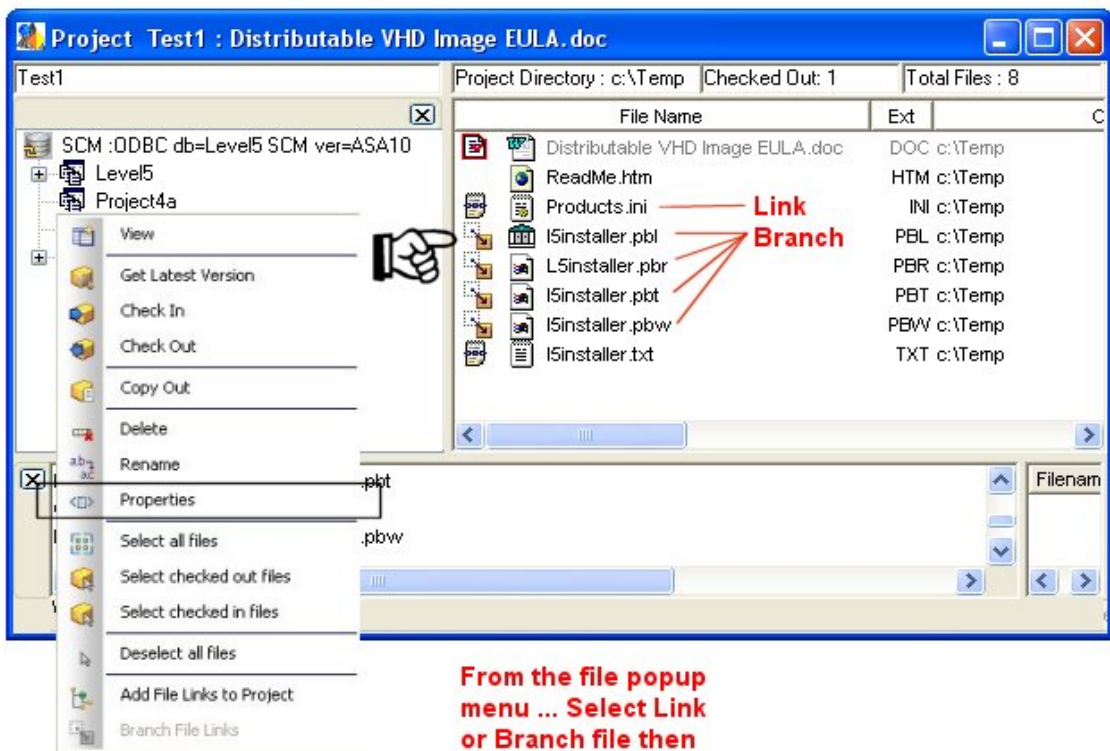 Project Test1 : Distributable VHD Image EULA.doc
Test1
Project Directory : c:\Temp
Checked Out: 1
Total Files : 8
SCM :ODBC db=Level5 SCM ver=ASA10
Level5
Project4a
File Name Ext C
Distributable VHD Image EULA.doc DOC c:\Temp
ReadMe.htm HTM c:\Temp
Products.ini INI c:\Temp
l5installer.pbl PBL c:\Temp
L5installer.pbr PBR c:\Temp
l5installer.pbt PBT c:\Temp
l5installer.pbw PBW c:\Temp
l5installer.txt TXT c:\Temp
Link
Branch
View
Get Latest Version
Check In
Check Out
Copy Out
Delete
Rename
Properties
Select all files
Select checked out files
Select checked in files
Deselect all files
Add File Links to Project
Branch File Links
.pbt
.pbw
Filenam
From the file popup
menu ... Select Link
or Branch file then